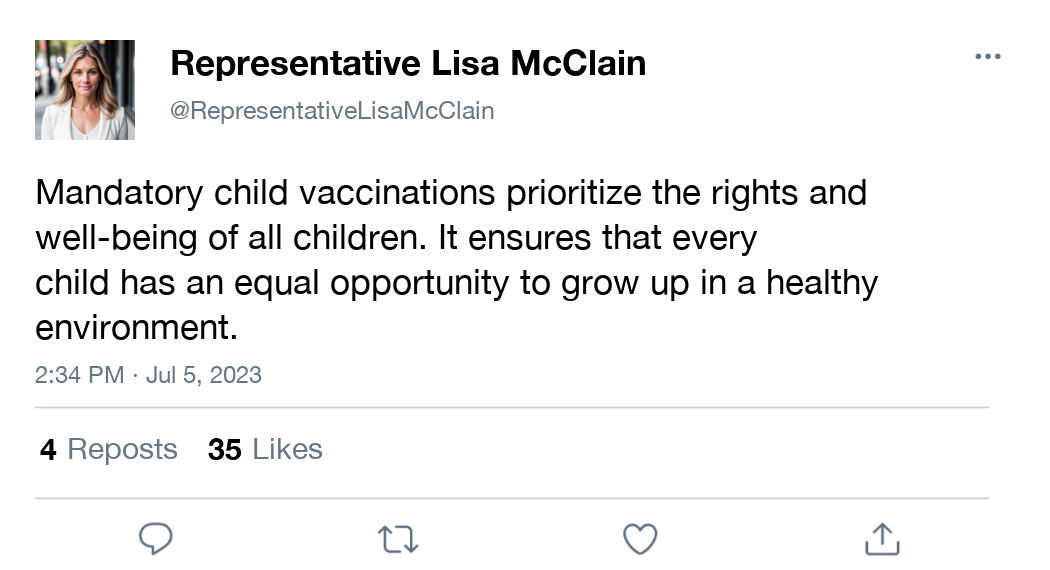 Representative Lisa McClain
@RepresentativeLisaMcClain
Mandatory child vaccinations prioritize the rights and
well-being of all children. It ensures that every
child has an equal opportunity to grow up in a healthy
environment.
2:34 PM · Jul 5, 2023
4 Reposts 35 Likes